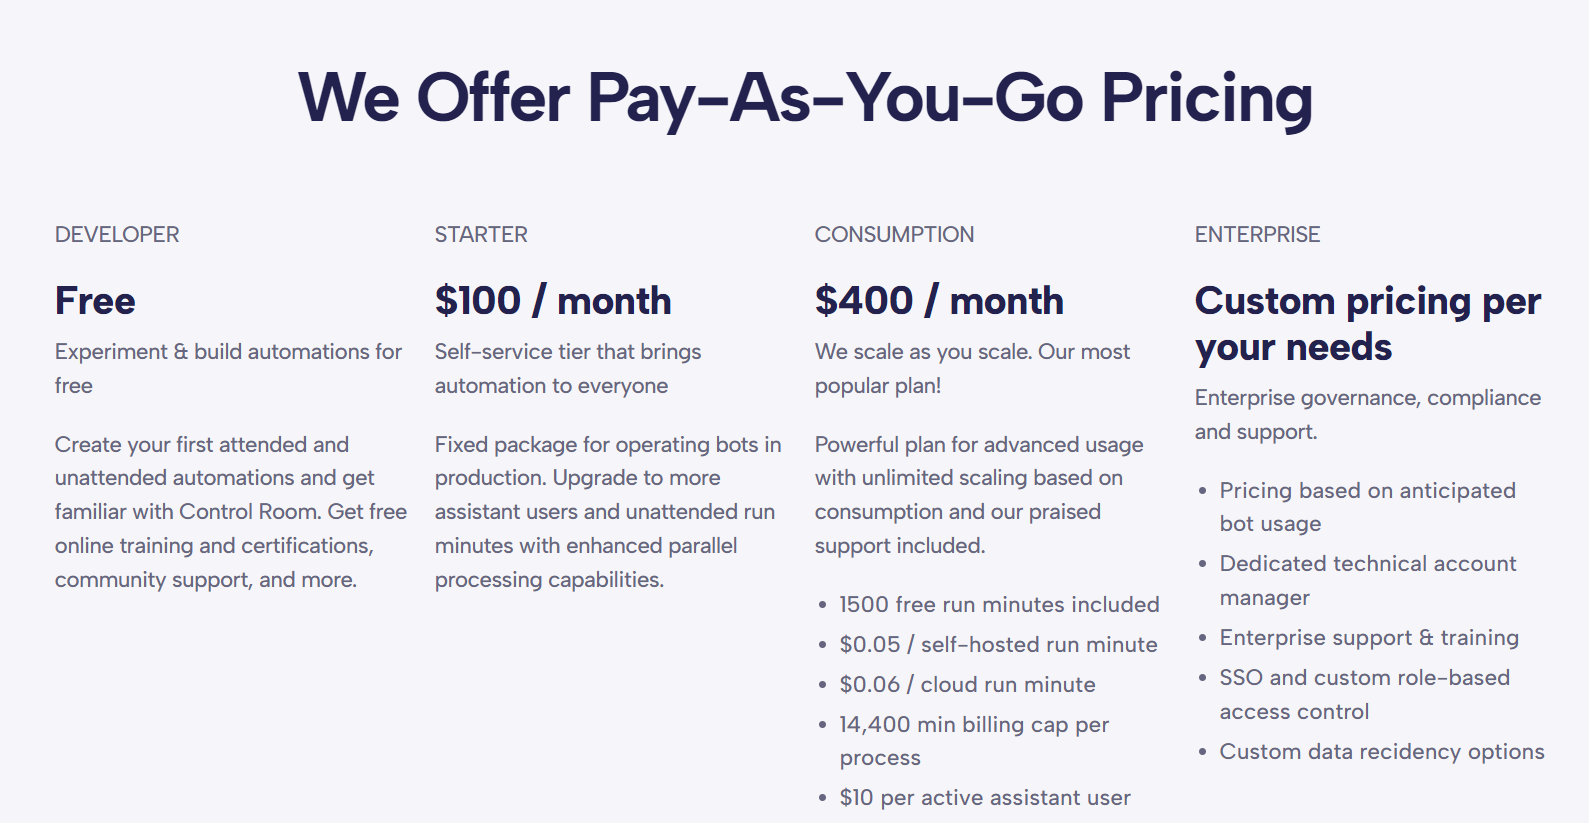 We Offer Pay-As-You-Go Pricing
DEVELOPER
Free
Experiment & build automations for
free
Create your first attended and
unattended automations and get
familiar with Control Room. Get free
online training and certifications,
community support, and more.
STARTER
$100 / month
Self-service tier that brings
automation to everyone
Fixed package for operating bots in
production. Upgrade to more
assistant users and unattended run
minutes with enhanced parallel
processing capabilities.
CONSUMPTION
$400 / month
We scale as you scale. Our most
popular plan!
Powerful plan for advanced usage
with unlimited scaling based on
consumption and our praised
support included.
• 1500 free run minutes included
• $0.05 / self-hosted run minute
• $0.06 / cloud run minute
• 14,400 min billing cap per
process
• $10 per active assistant user
ENTERPRISE
Custom pricing per
your needs
Enterprise governance, compliance
and support.
• Pricing based on anticipated
bot usage
• Dedicated technical account
manager
• Enterprise support & training
• SSO and custom role-based
access control
• Custom data recidency options